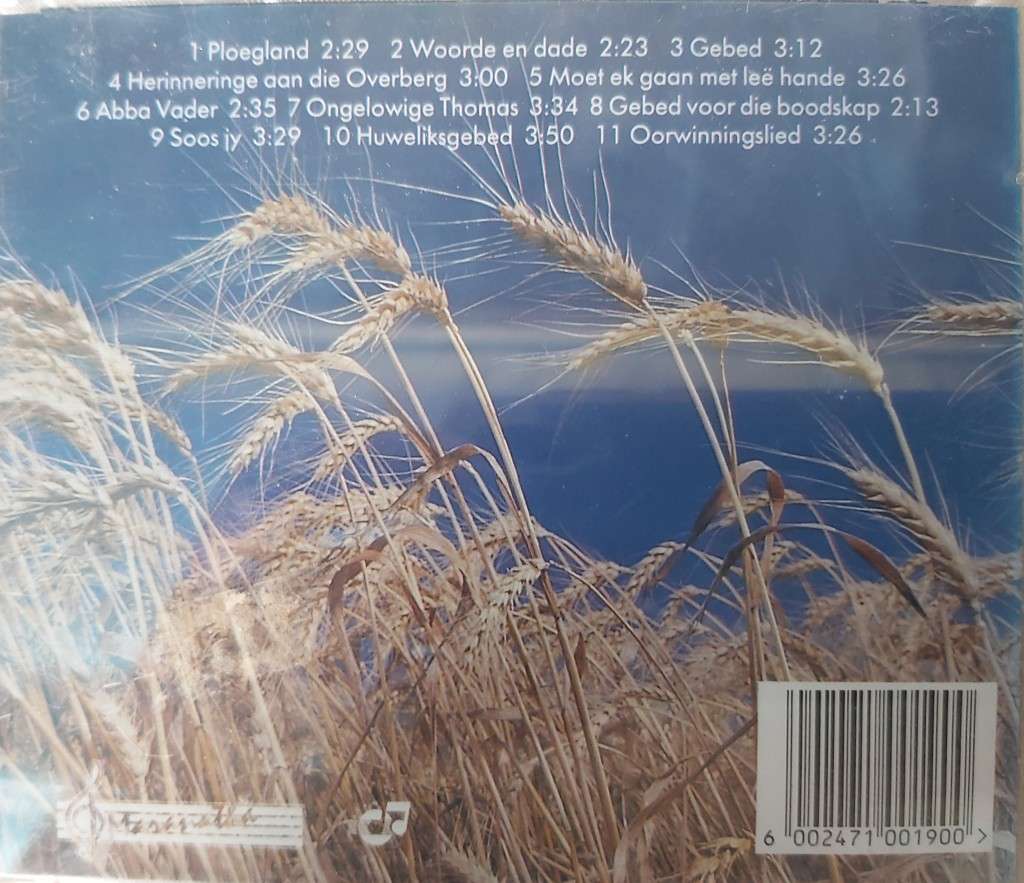 1 Ploegland 2:29 2 Woorde en dade 2:23 3 Gebed 3:12
4 Herinneringe aan die Overberg 3:00 5 Moet ek gaan met leë hande 3:26
6 Abba Vader 2:35 7 Ongelowige Thomas 3:34 8 Gebed voor die boodskap 2:13
9 Soos jy 3:29 10 Huweliksgebed 3:50 11 Oorwinningslied 3:26
6 002471 001900 >